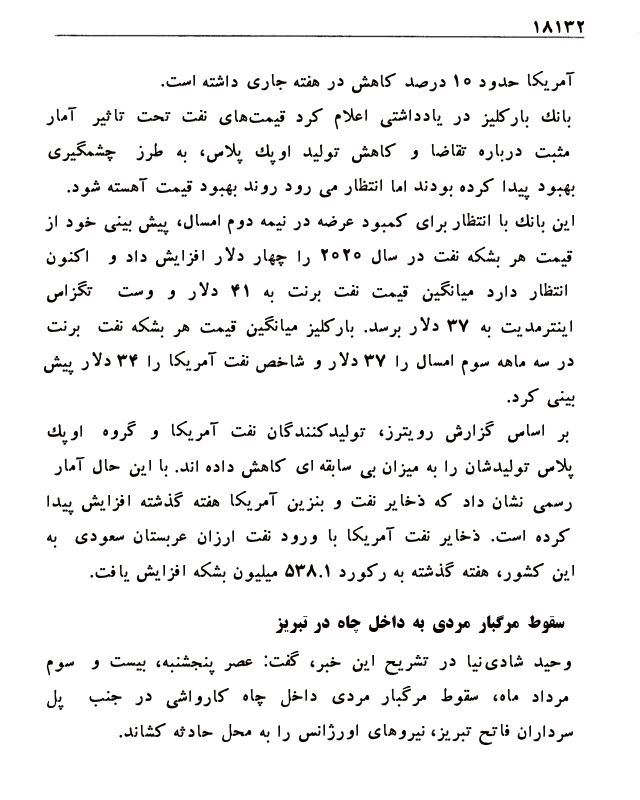 ۱۸۱۳۲
آمریکا حدود ۱۰ درصد کاهش در هفته جاری داشته است.
بانک بارکلیز در یادداشتی اعلام کرد قیمت‌های نفت تحت تاثیر آمار
مثبت درباره تقاضا و کاهش تولید اوپک پلاس، به طرز چشمگیری
بهبود پیدا کرده بودند اما انتظار می رود روند بهبود قیمت آهسته شود.
این بانک با انتظار برای کمبود عرضه در نیمه دوم امسال، پیش بینی خود از
قیمت هر بشکه نفت در سال ۲۰۲۰ را چهار دلار افزایش داد و اکنون
انتظار دارد میانگین قیمت نفت برنت به ۴۱ دلار و وست تگزاس
اینترمدیت به ۳۷ دلار برسد. بارکلیز میانگین قیمت هر بشکه نفت برنت
در سه ماهه سوم امسال را ۳۷ دلار و شاخص نفت آمریکا را ۳۴ دلار پیش
بینی کرد.
بر اساس گزارش رویترز، تولیدکنندگان نفت آمریکا و گروه اوپک
پلاس تولیدشان را به میزان بی سابقه ای کاهش داده اند. با این حال آمار
رسمی نشان داد که ذخایر نفت و بنزین آمریکا هفته گذشته افزایش پیدا
کرده است. ذخایر نفت آمریکا با ورود نفت ارزان عربستان سعودی به
این کشور، هفته گذشته به رکورد ۵۳۸.۱ میلیون بشکه افزایش یافت.
سقوط مرگبار مردی به داخل چاه در تبریز
وحید شادی‌نیا در تشریح این خبر، گفت: عصر پنجشنبه، بیست و سوم
مرداد ماه، سقوط مرگبار مردی داخل چاه کارواشی در جنب پل
سرداران فاتح تبریز، نیروهای اورژانس را به محل حادثه کشاند.